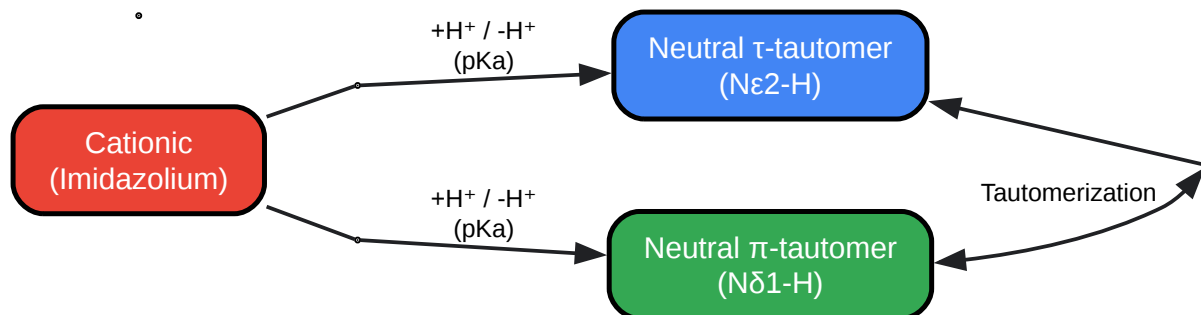 Cationic
(Imidazolium)
+H⁺ / -H⁺
(pKa)
Neutral τ-tautomer
(Nε2-H)
+H⁺ / -H⁺
(pKa)
Neutral π-tautomer
(Nδ1-H)
Tautomerization